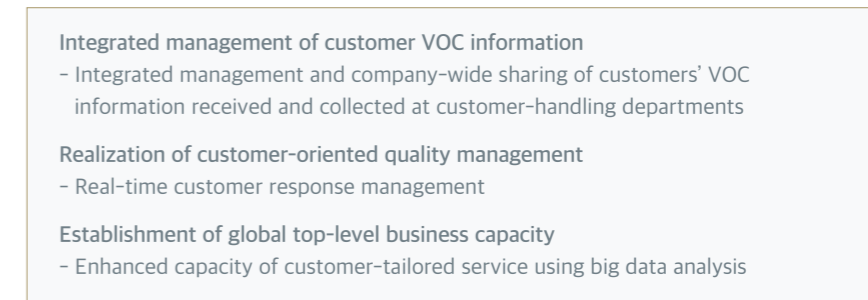 Integrated management of customer VOC information
- Integrated management and company-wide sharing of customers’ VOC
information received and collected at customer-handling departments
Realization of customer-oriented quality management
- Real-time customer response management
Establishment of global top-level business capacity
- Enhanced capacity of customer-tailored service using big data analysis